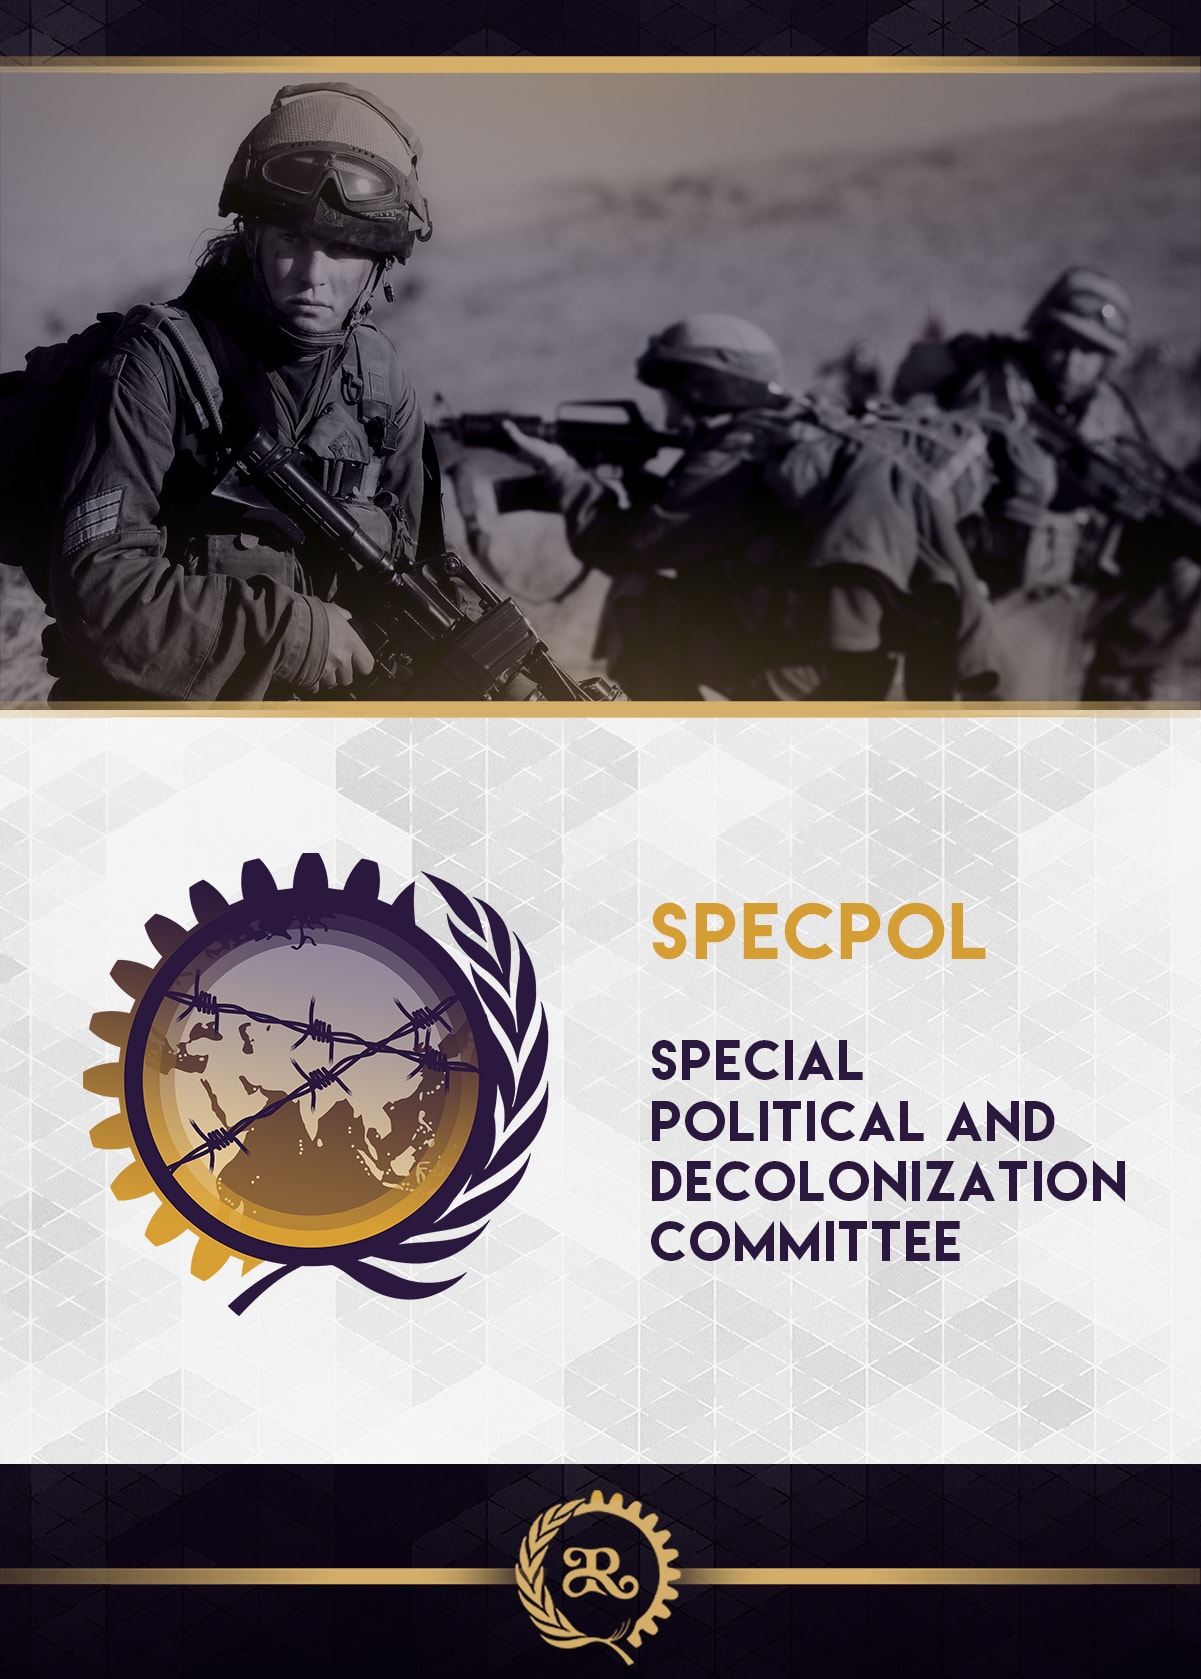 SPECPOL
SPECIAL
POLITICAL AND
DECOLONIZATION
COMMITTEE
R